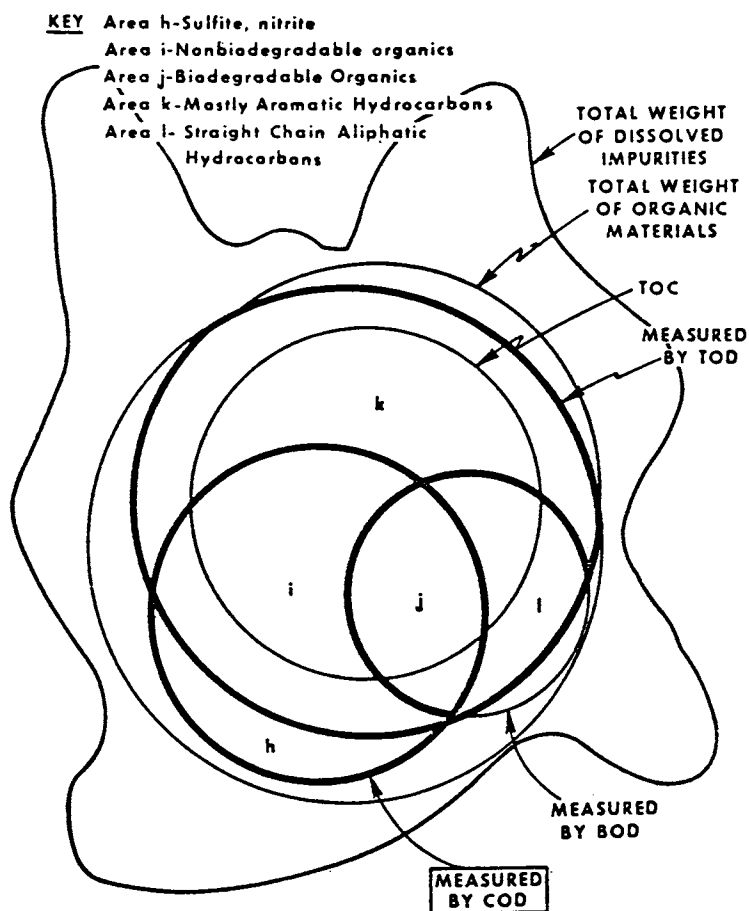 KEY Area h-Sulfite, nitrite
Area i-Nonbiodegradable organics
Area j-Biodegradable Organics
Area k-Mostly Aromatic Hydrocarbons
Area l- Straight Chain Aliphatic
Hydrocarbons
TOTAL WEIGHT
OF DISSOLVED
IMPURITIES
TOTAL WEIGHT
OF ORGANIC
MATERIALS
TOC
MEASURED
BY TOD
k
i
j
l
h
MEASURED
BY BOD
MEASURED
BY COD